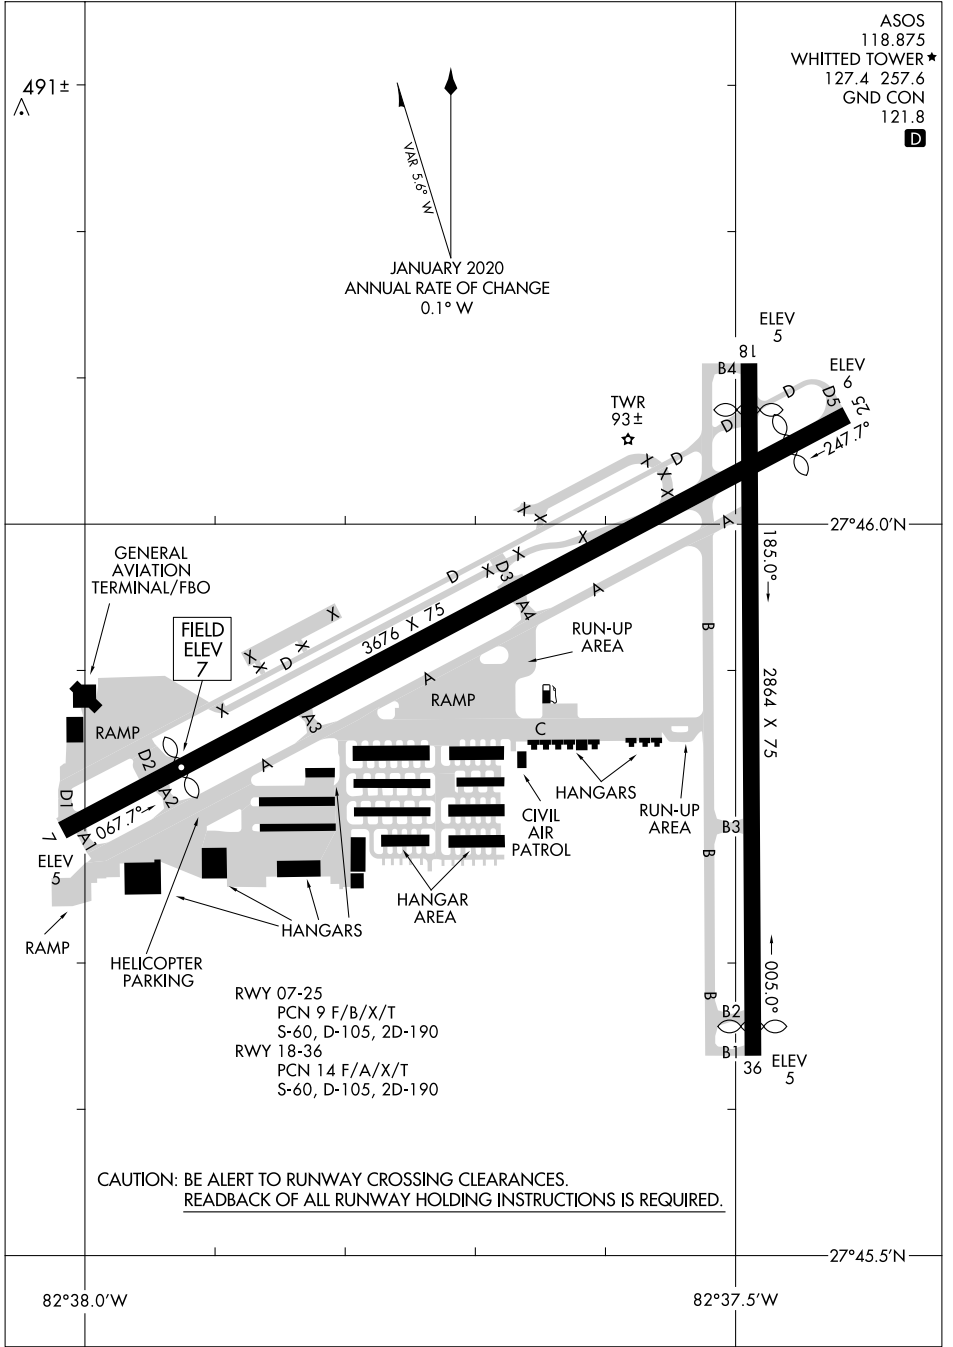 ASOS
118.875
WHITTED TOWER★
127.4 257.6
GND CON
121.8
D
491±
VAR 5.6° W
JANUARY 2020
ANNUAL RATE OF CHANGE
0.1° W
ELEV
5
18
B4
ELEV
6
D
D5
25
TWR
93±
D
247.7°
X
D
X
X
X
X
A
27°46.0'N
X
X
D3
X
D
185.0°
GENERAL
AVIATION
TERMINAL/FBO
A
A4
3676 X 75
X
FIELD
ELEV
7
RUN-UP
AREA
B
X
X
X
D
A
RAMP
2864 X 75
X
A3
C
RAMP
D2
A
HANGARS
RUN-UP
AREA
CIVIL
AIR
PATROL
D1
A2
067.7°
7
A1
B3
B
ELEV
5
HANGAR
AREA
HANGARS
RAMP
HELICOPTER
PARKING
005.0°
B
B2
B1
36
ELEV
5
RWY 07-25
PCN 9 F/B/X/T
S-60, D-105, 2D-190
RWY 18-36
PCN 14 F/A/X/T
S-60, D-105, 2D-190
CAUTION: BE ALERT TO RUNWAY CROSSING CLEARANCES.
READBACK OF ALL RUNWAY HOLDING INSTRUCTIONS IS REQUIRED.
27°45.5'N
82°38.0'W
82°37.5'W